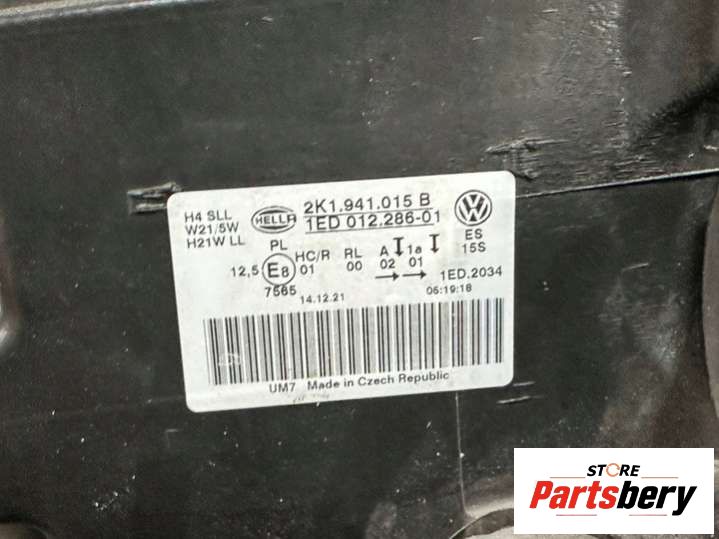 H4 SLL
W21/5W
H21W LL
HELLA
2K1.941.015 B
1ED 012.286-01
VW
ES
15S
PL
HC/R RL A 1a
12,5 E8 01 00 02 01
1ED.2034
7565
14.12.21
05:19:18
UM7 Made in Czech Republic
STORE
Partsbery